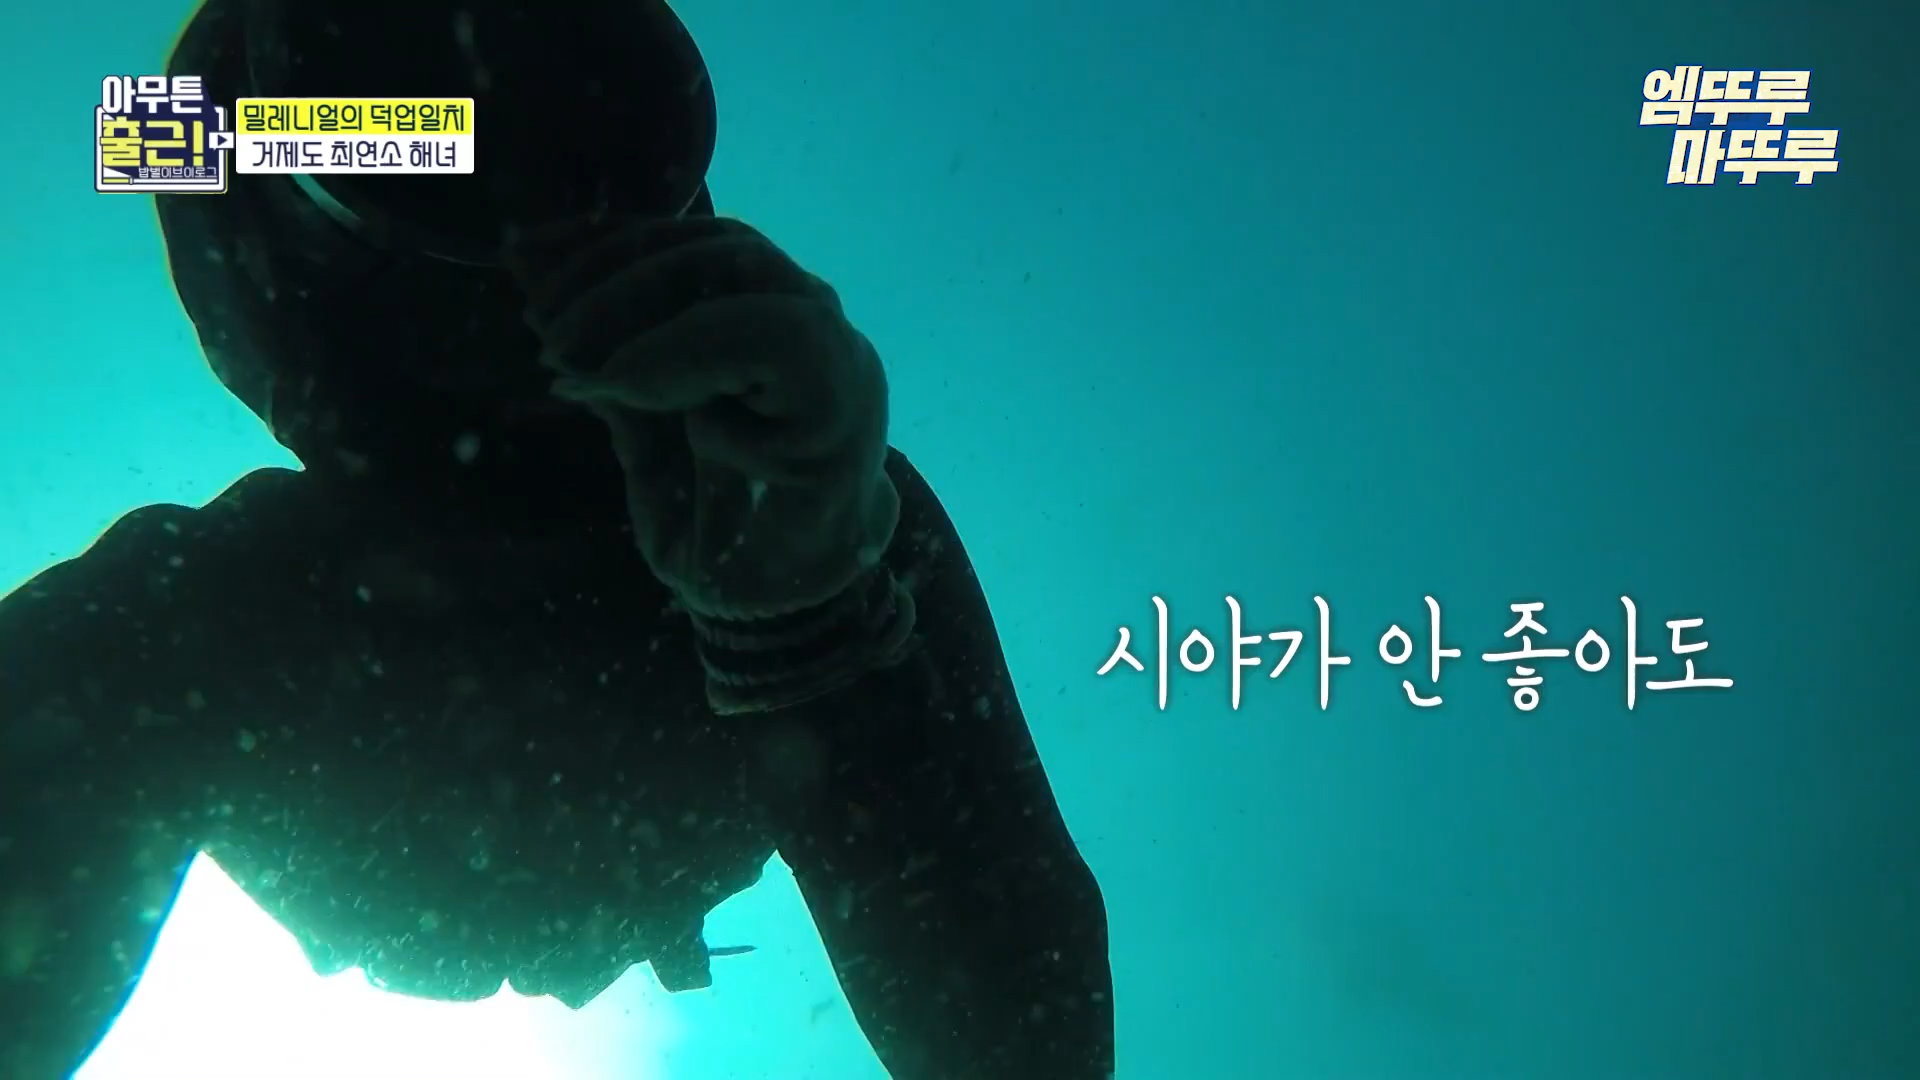 아무튼
출근!
밥벌이브이로그
밀레니얼의 덕업일치
거제도 최연소 해녀
엠뚜루
마뚜루
시야가 안 좋아도